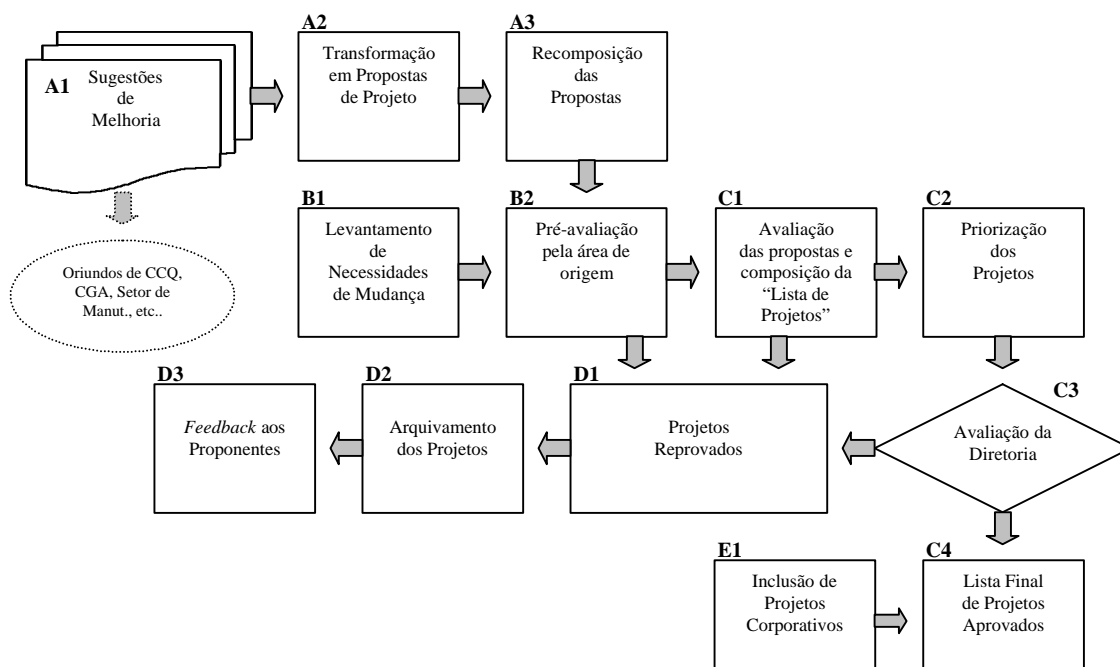 A1
Sugestões
de
Melhoria
A2
Transformação
em Propostas
de Projeto
A3
Recomposição
das
Propostas
Oriundos de CCQ,
CGA, Setor de
Manut., etc..
B1
Levantamento
de
Necessidades
de Mudança
B2
Pré-avaliação
pela área de
origem
C1
Avaliação
das propostas e
composição da
“Lista de
Projetos”
C2
Priorização
dos
Projetos
D3
Feedback aos
Proponentes
D2
Arquivamento
dos Projetos
D1
Projetos
Reprovados
C3
Avaliação da
Diretoria
E1
Inclusão de
Projetos
Corporativos
C4
Lista Final
de Projetos
Aprovados